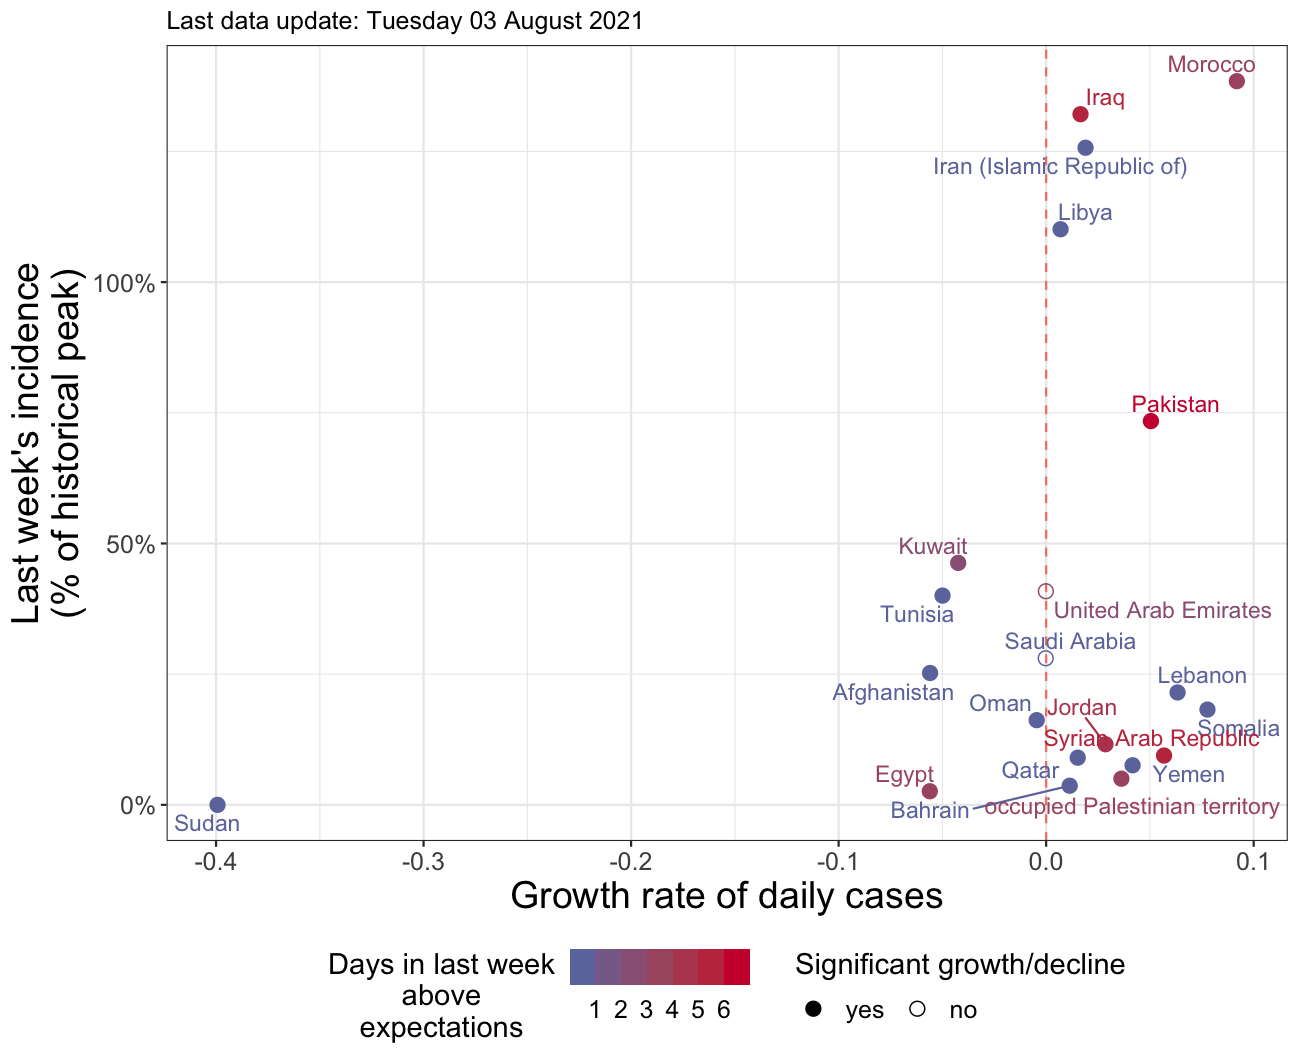 Last data update: Tuesday 03 August 2021
Morocco
Iraq
Iran (Islamic Republic of)
Libya
100%
Pakistan
50%
Kuwait
Tunisia
United Arab Emirates
Saudi Arabia
Afghanistan
Lebanon
Oman
Jordan
Somalia
Syrian Arab Republic
Qatar
Yemen
Egypt
Bahrain
occupied Palestinian territory
0%
Sudan
Last week's incidence
(% of historical peak)
-0.4 -0.3 -0.2 -0.1 0.0 0.1
Growth rate of daily cases
Days in last week
above
expectations
1 2 3 4 5 6
Significant growth/decline
yes no